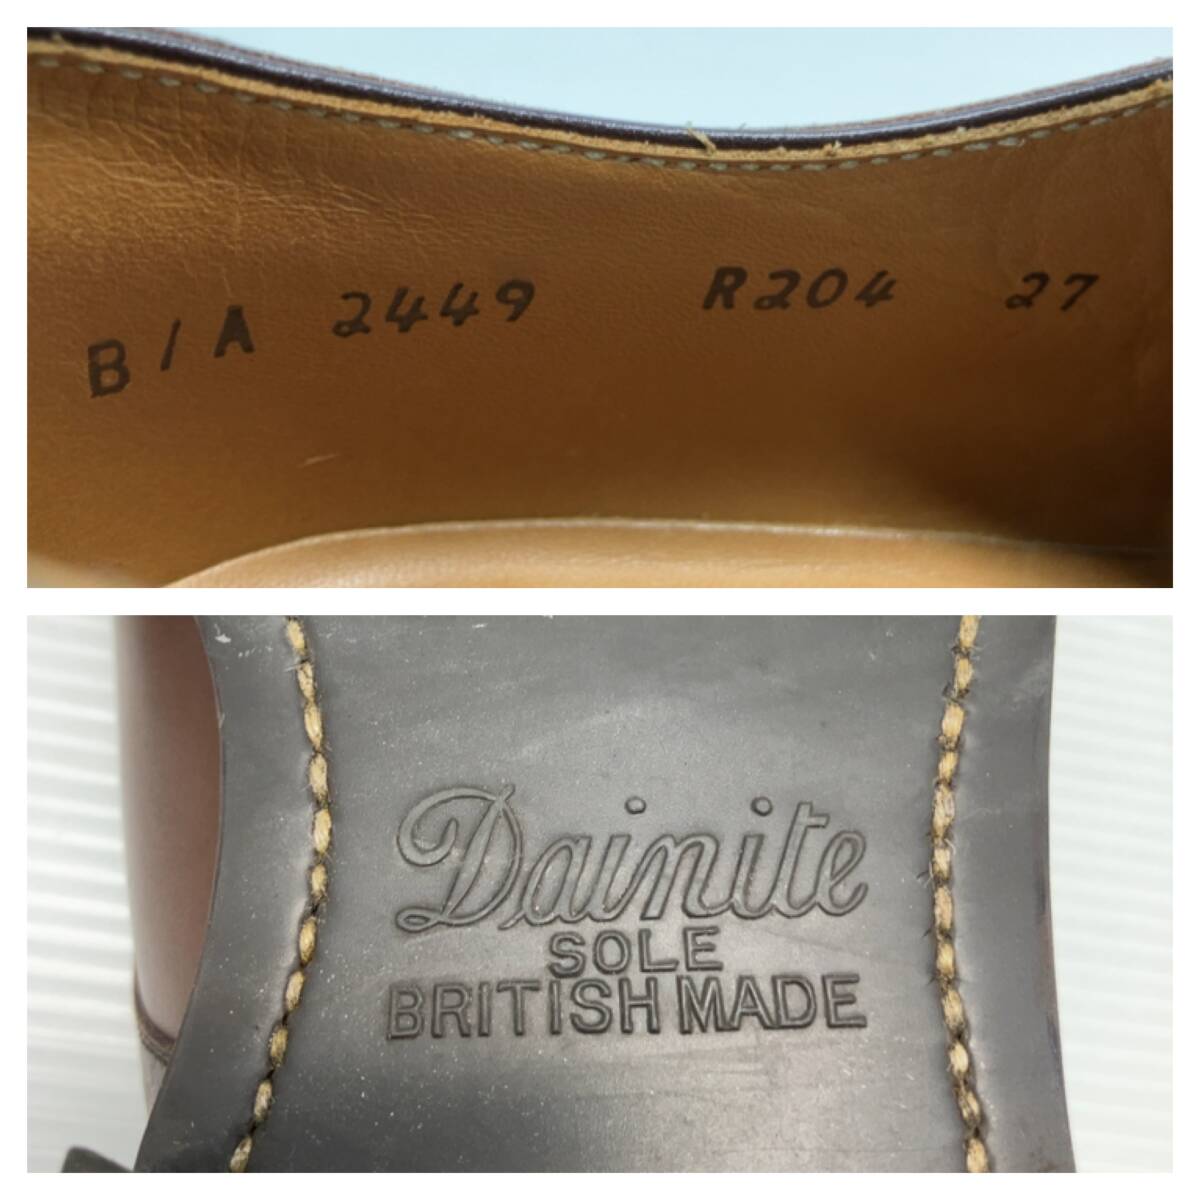 B/A 2449 R204 27
Dainite
SOLE
BRITISH MADE